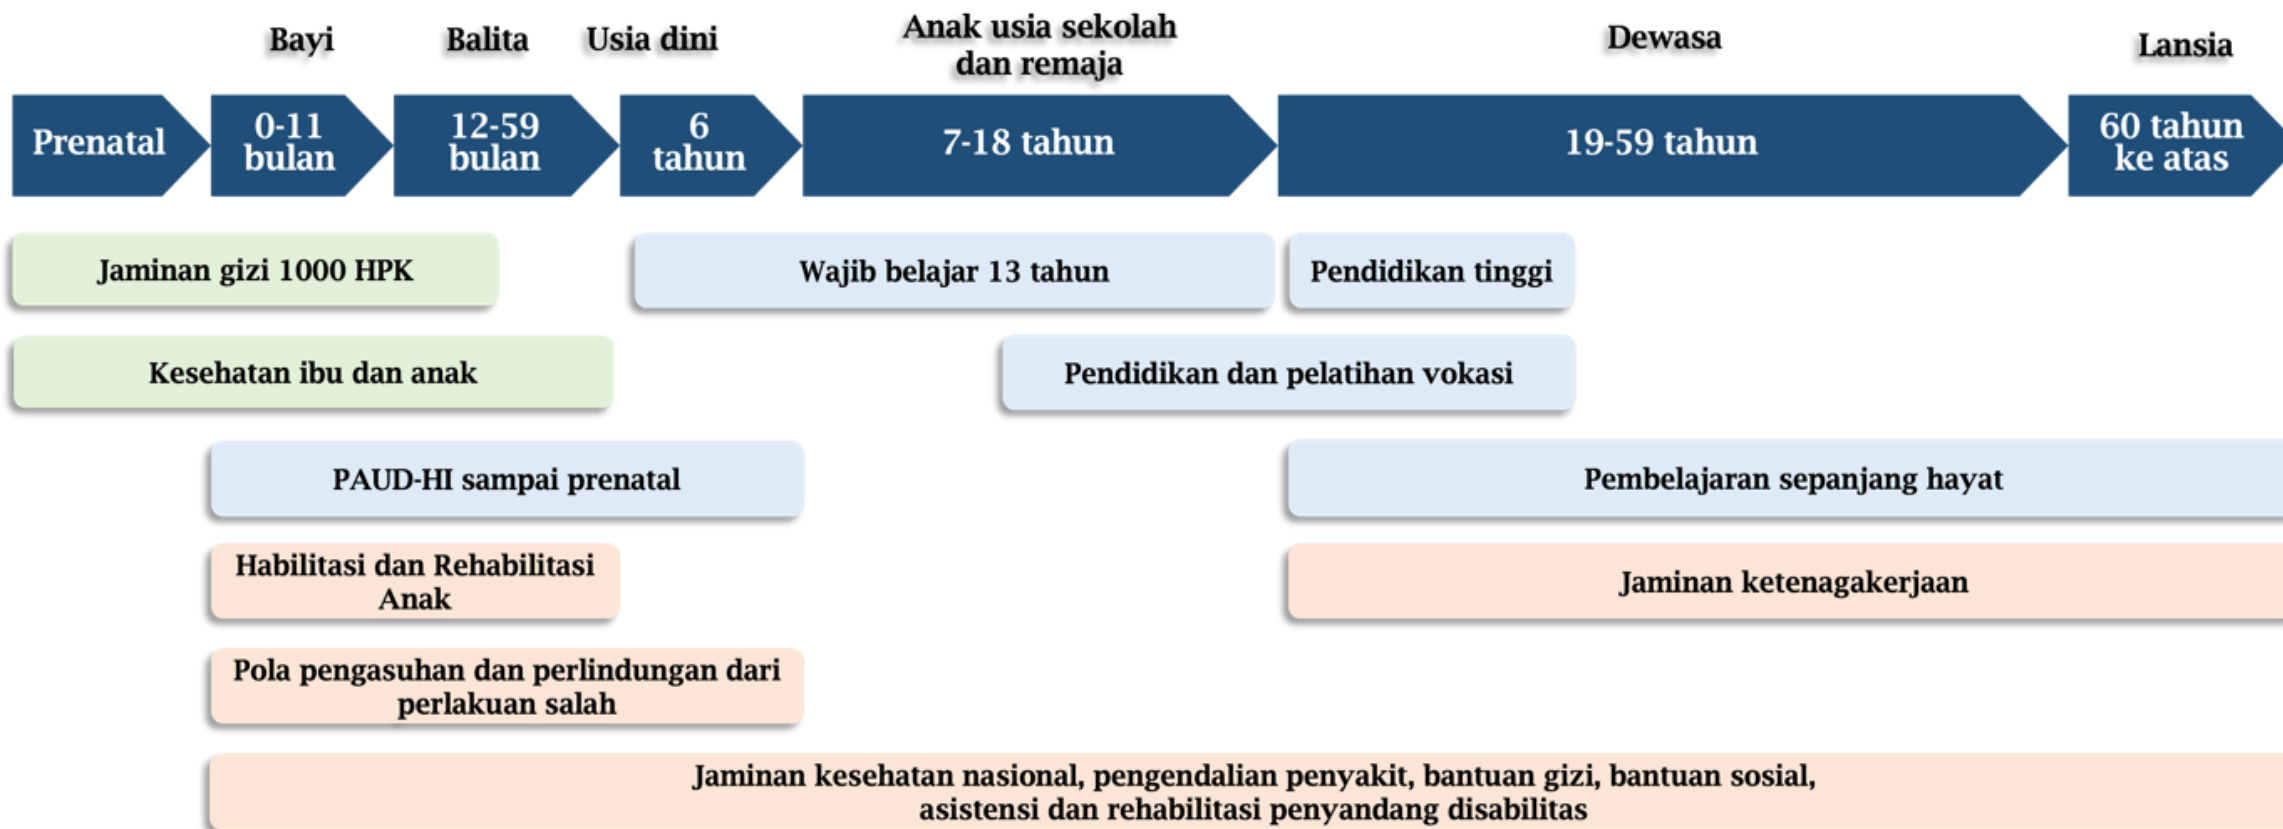 Bayi
Balita
Usia dini
Anak usia sekolah
dan remaja
Dewasa
Lansia
Prenatal
0-11
bulan
12-59
bulan
6
tahun
7-18 tahun
19-59 tahun
60 tahun
ke atas
Jaminan gizi 1000 HPK
Wajib belajar 13 tahun
Pendidikan tinggi
Kesehatan ibu dan anak
Pendidikan dan pelatihan vokasi
PAUD-HI sampai prenatal
Pembelajaran sepanjang hayat
Habilitasi dan Rehabilitasi
Anak
Jaminan ketenagakerjaan
Pola pengasuhan dan perlindungan dari
perlakuan salah
Jaminan kesehatan nasional, pengendalian penyakit, bantuan gizi, bantuan sosial,
asistensi dan rehabilitasi penyandang disabilitas